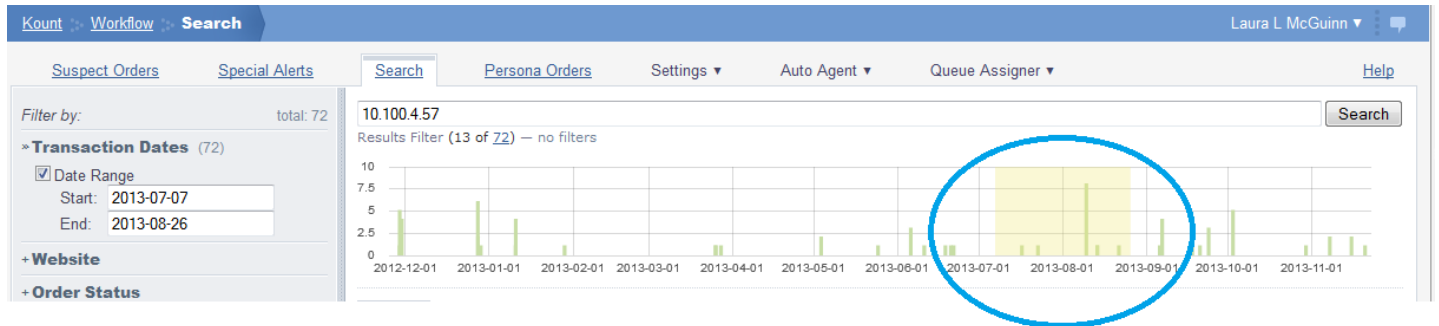 Kount Workflow Search Laura L McGuinn ▼
Suspect Orders Special Alerts Search Persona Orders Settings ▼ Auto Agent ▼ Queue Assigner ▼ Help
Filter by: total: 72
» Transaction Dates (72)
Date Range
Start: 2013-07-07
End: 2013-08-26
+ Website
+ Order Status
10.100.4.57 Search
Results Filter (13 of 72) — no filters
10
7.5
5
2.5
0
2012-12-01 2013-01-01 2013-02-01 2013-03-01 2013-04-01 2013-05-01 2013-06-01 2013-07-01 2013-08-01 2013-09-01 2013-10-01 2013-11-01